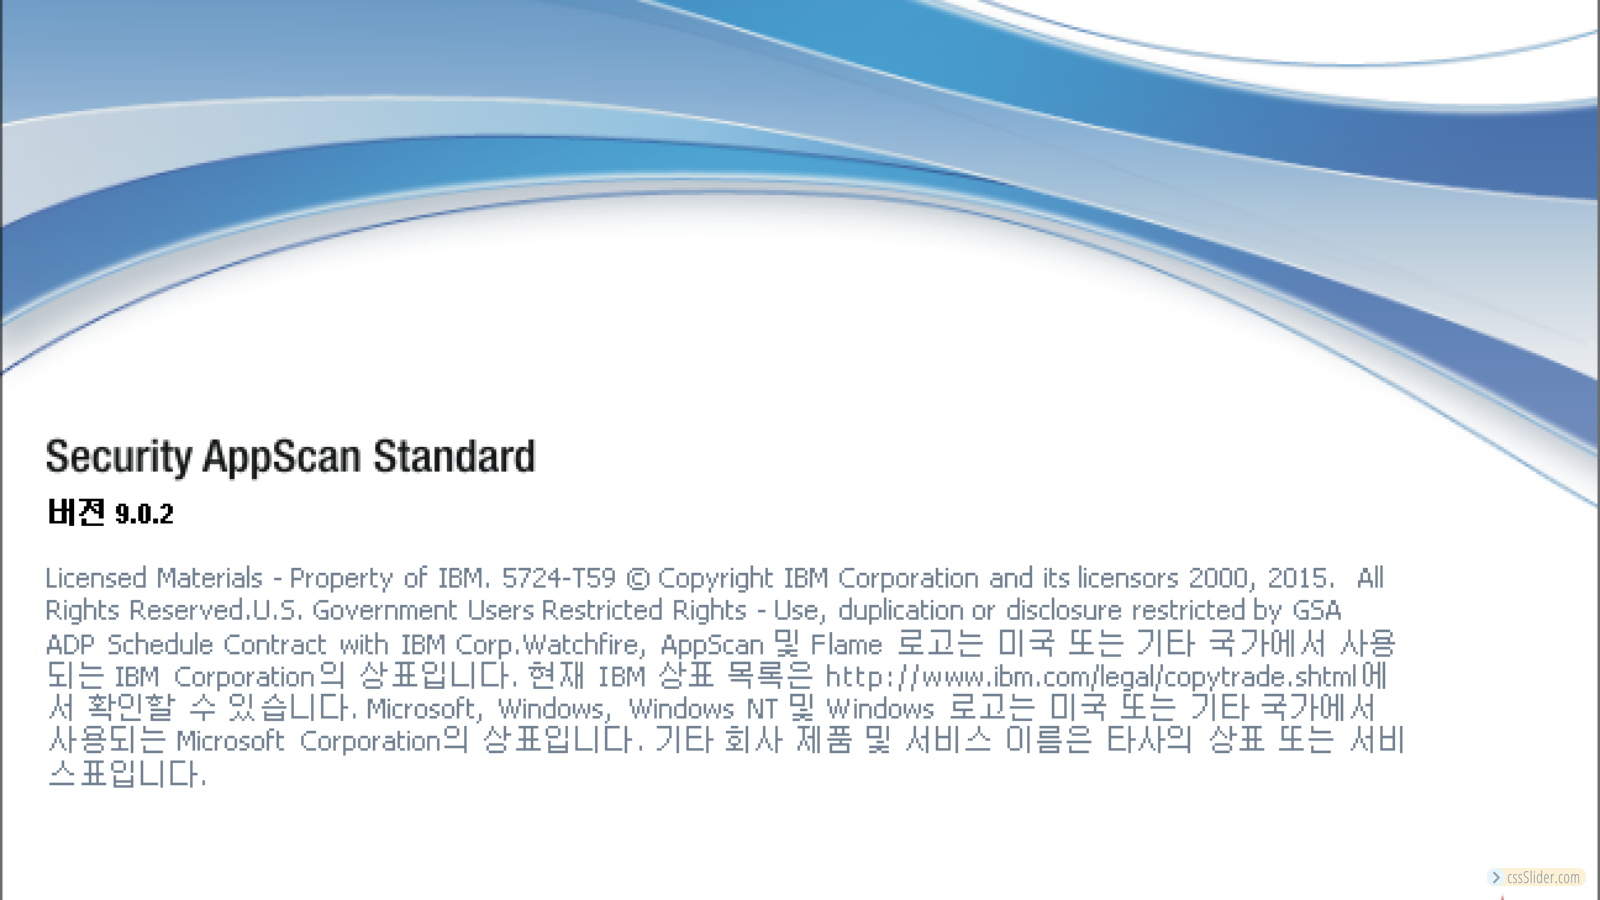 Security AppScan Standard
버전 9.0.2
Licensed Materials - Property of IBM. 5724-T59 © Copyright IBM Corporation and its licensors 2000, 2015. All
Rights Reserved.U.S. Government Users Restricted Rights - Use, duplication or disclosure restricted by GSA
ADP Schedule Contract with IBM Corp.Watchfire, AppScan 및 Flame 로고는 미국 또는 기타 국가에서 사용
되는 IBM Corporation의 상표입니다. 현재 IBM 상표 목록은 http://www.ibm.com/legal/copytrade.shtml에
서 확인할 수 있습니다. Microsoft, Windows, Windows NT 및 Windows 로고는 미국 또는 기타 국가에서
사용되는 Microsoft Corporation의 상표입니다. 기타 회사 제품 및 서비스 이름은 타사의 상표 또는 서비
스표입니다.
cssSlider.com